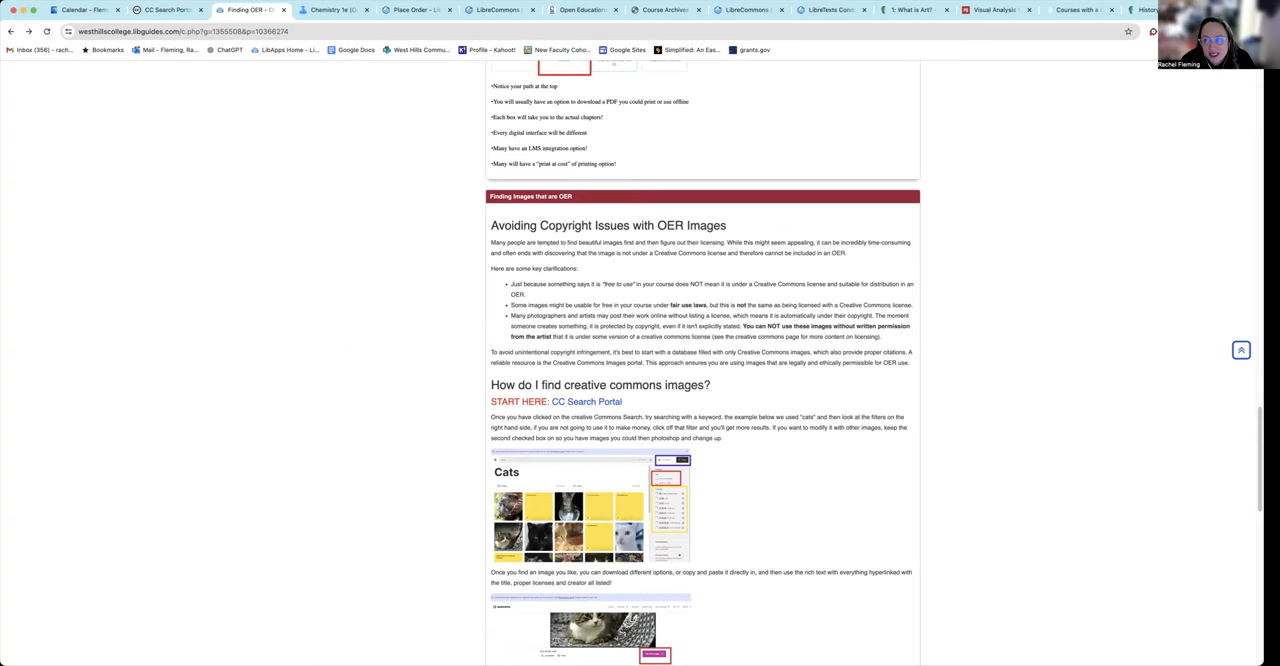 Calendar - Flem
CC Search Porta
Finding OER - C
Chemistry 1e (O
Place Order - Li
LibreCommons
Open Education
Course Archives
LibreCommons
LibreTexts Cons
1: What is Art? -
Visual Analysis
Courses with a L
History
westhillscollege.libguides.com/c.php?g=1355508&p=10366274
Inbox (356) - rach...
Bookmarks
Mail - Fleming, Ra...
ChatGPT
LibApps Home - Li...
Google Docs
West Hills Commu...
Profile - Kahoot!
New Faculty Coho...
Google Sites
Simplified: An Eas...
grants.gov
Rachel Fleming
•Notice your path at the top
•You will usually have an option to download a PDF you could print or use offline
•Each box will take you to the actual chapters!
•Every digital interface will be different
•Many have an LMS integration option!
•Many will have a "print at cost" of printing option!
Finding Images that are OER
Avoiding Copyright Issues with OER Images
Many people are tempted to find beautiful images first and then figure out their licensing. While this might seem appealing, it can be incredibly time-consuming
and often ends with discovering that the image is not under a Creative Commons license and therefore cannot be included in an OER.
Here are some key clarifications:
• Just because something says it is "free to use" in your course does NOT mean it is under a Creative Commons license and suitable for distribution in an
OER.
• Some images might be usable for free in your course under fair use laws, but this is not the same as being licensed with a Creative Commons license.
• Many photographers and artists may post their work online without listing a license, which means it is automatically under their copyright. The moment
someone creates something, it is protected by copyright, even if it isn't explicitly stated. You can NOT use these images without written permission
from the artist that it is under some version of a creative commons license (see the creative commons page for more content on licensing).
To avoid unintentional copyright infringement, it's best to start with a database filled with only Creative Commons images, which also provide proper citations. A
reliable resource is the Creative Commons Images portal. This approach ensures you are using images that are legally and ethically permissible for OER use.
How do I find creative commons images?
START HERE: CC Search Portal
Once you have clicked on the creative Commons Search, try searching with a keyword, the example below we used "cats" and then look at the filters on the
right hand side, if you are not going to use it to make money, click off that filter and you'll get more results. If you want to modify it with other images, keep the
second checked box on so you have images you could then photoshop and change up.
Cats
Once you find an image you like, you can download different options, or copy and paste it directly in, and then use the rich text with everything hyperlinked with
the title, proper licenses and creator all listed!